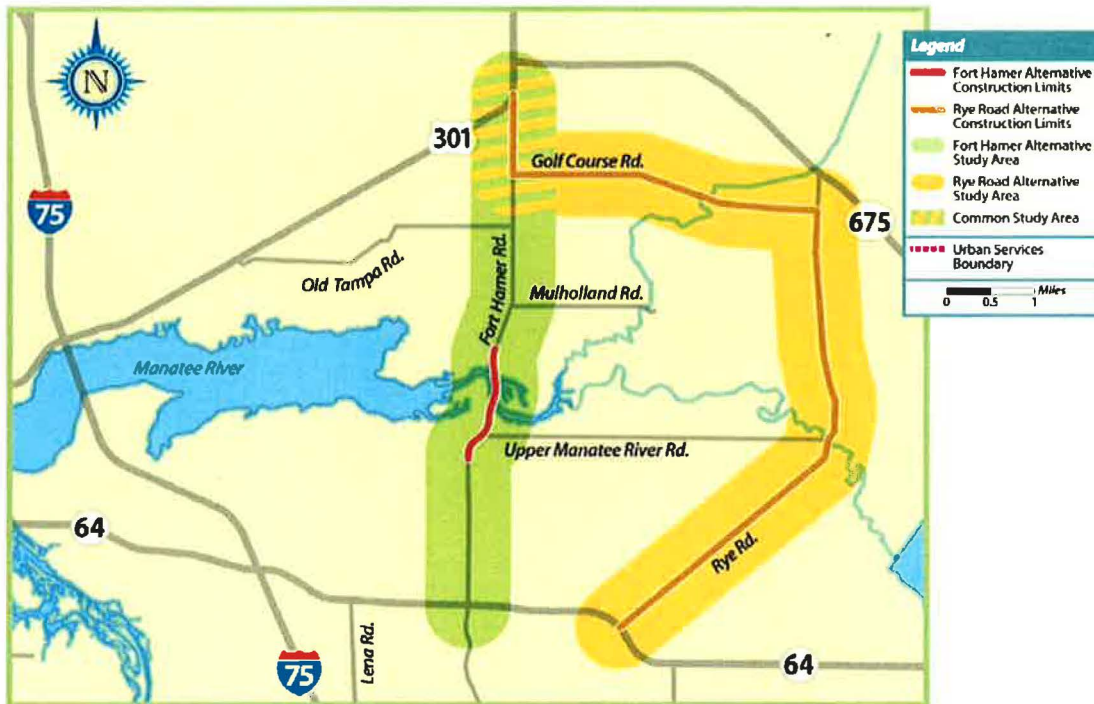 N
301
Golf Course Rd.
75
675
Old Tampa Rd.
Fort Hamer Rd.
Mulholland Rd.
Manatee River
Upper Manatee River Rd.
64
Rye Rd.
Lena Rd.
75
64
Legend
Fort Hamer Alternative
Construction Limits
Rye Road Alternative
Construction Limits
Fort Hamer Alternative
Study Area
Rye Road Alternative
Study Area
Common Study Area
Urban Services
Boundary
Miles
0 0.5 1